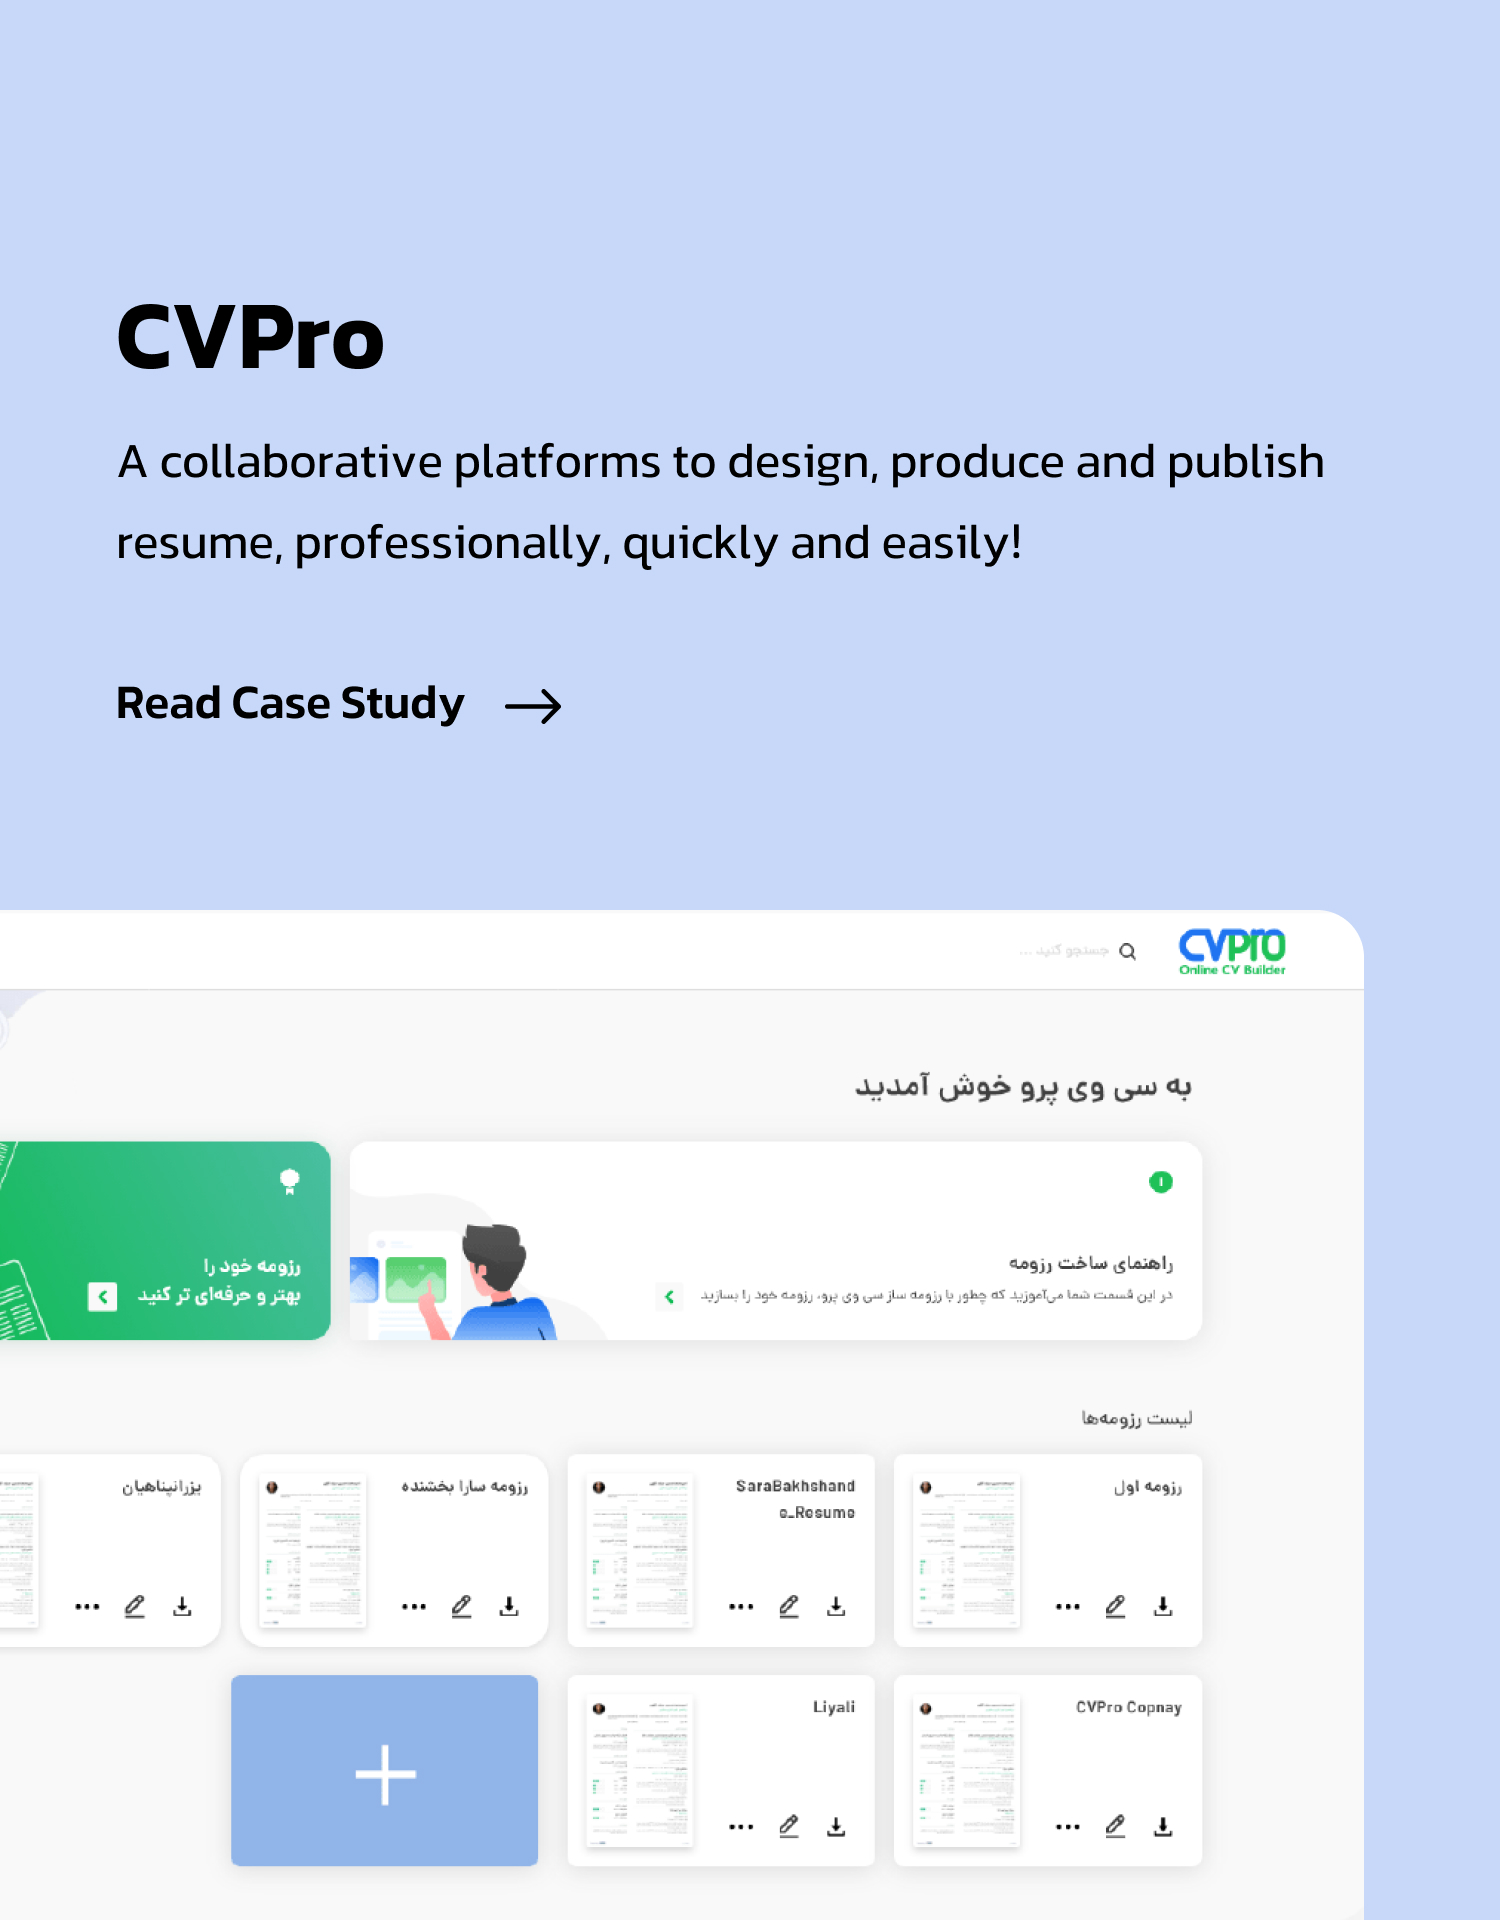 CVPro
A collaborative platforms to design, produce and publish
resume, professionally, quickly and easily!
Read Case Study
CVPro
Online CV Builder
جستجو کنید ...
به سی وی پرو خوش آمدید
راهنمای ساخت رزومه
در این قسمت شما می‌آموزید که چطور با رزومه ساز سی وی پرو، رزومه خود را بسازید
رزومه خود را
بهتر و حرفه‌ای تر کنید
لیست رزومه‌ها
رزومه اول
SaraBakhshand
e_Resume
رزومه سارا بخشنده
یزرانپناهیان
CVPro Copnay
Liyali